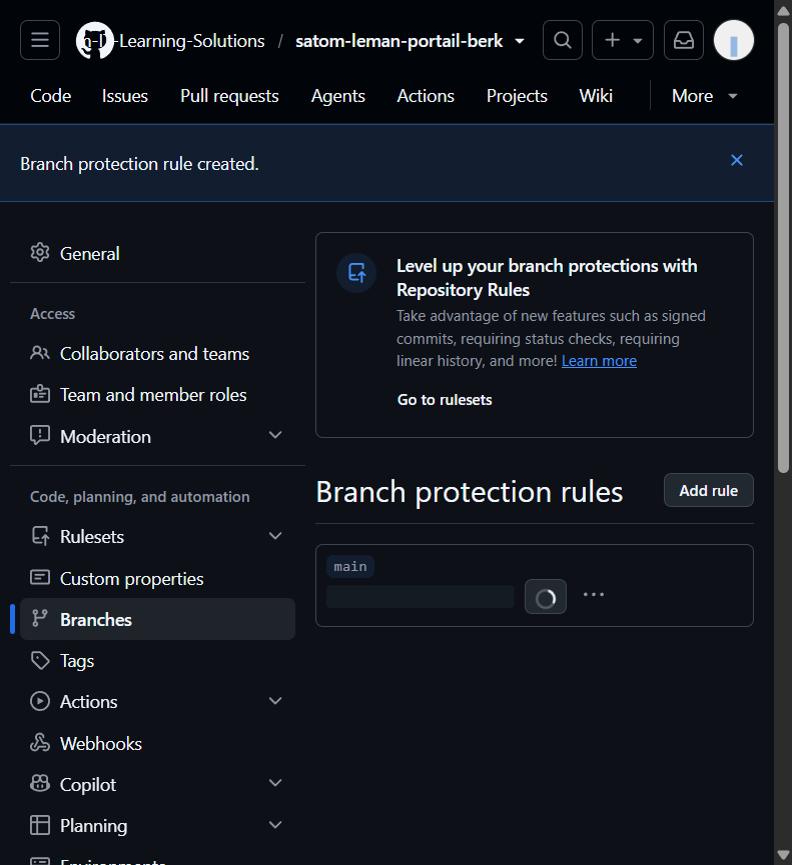 -Learning-Solutions / satom-leman-portail-berk
Code Issues Pull requests Agents Actions Projects Wiki More
Branch protection rule created.
General
Access
Collaborators and teams
Team and member roles
Moderation
Code, planning, and automation
Rulesets
Custom properties
Branches
Tags
Actions
Webhooks
Copilot
Planning
Environments
Level up your branch protections with
Repository Rules
Take advantage of new features such as signed
commits, requiring status checks, requiring
linear history, and more! Learn more
Go to rulesets
Branch protection rules
Add rule
main